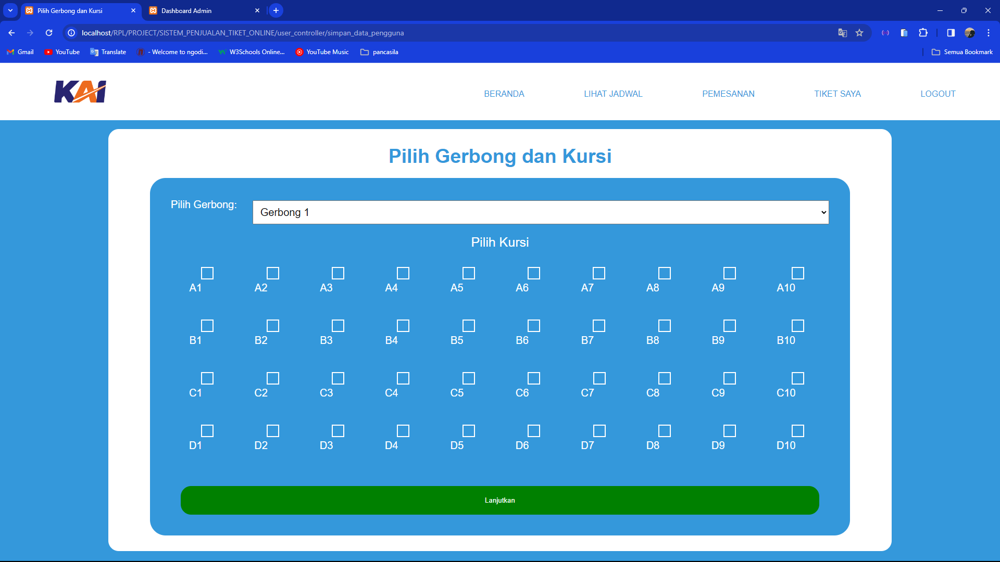 Pilih Gerbong dan Kursi
Dashboard Admin
localhost/RPL/PROJECT/SISTEM_PENJUALAN_TIKET_ONLINE/user_controller/simpan_data_pengguna
Gmail YouTube Translate - Welcome to ngodi... W3Schools Online... YouTube Music pancasila Semua Bookmark
KAI BERANDA LIHAT JADWAL PEMESANAN TIKET SAYA LOGOUT
Pilih Gerbong dan Kursi
Pilih Gerbong: Gerbong 1
Pilih Kursi
A1 A2 A3 A4 A5 A6 A7 A8 A9 A10
B1 B2 B3 B4 B5 B6 B7 B8 B9 B10
C1 C2 C3 C4 C5 C6 C7 C8 C9 C10
D1 D2 D3 D4 D5 D6 D7 D8 D9 D10
Lanjutkan